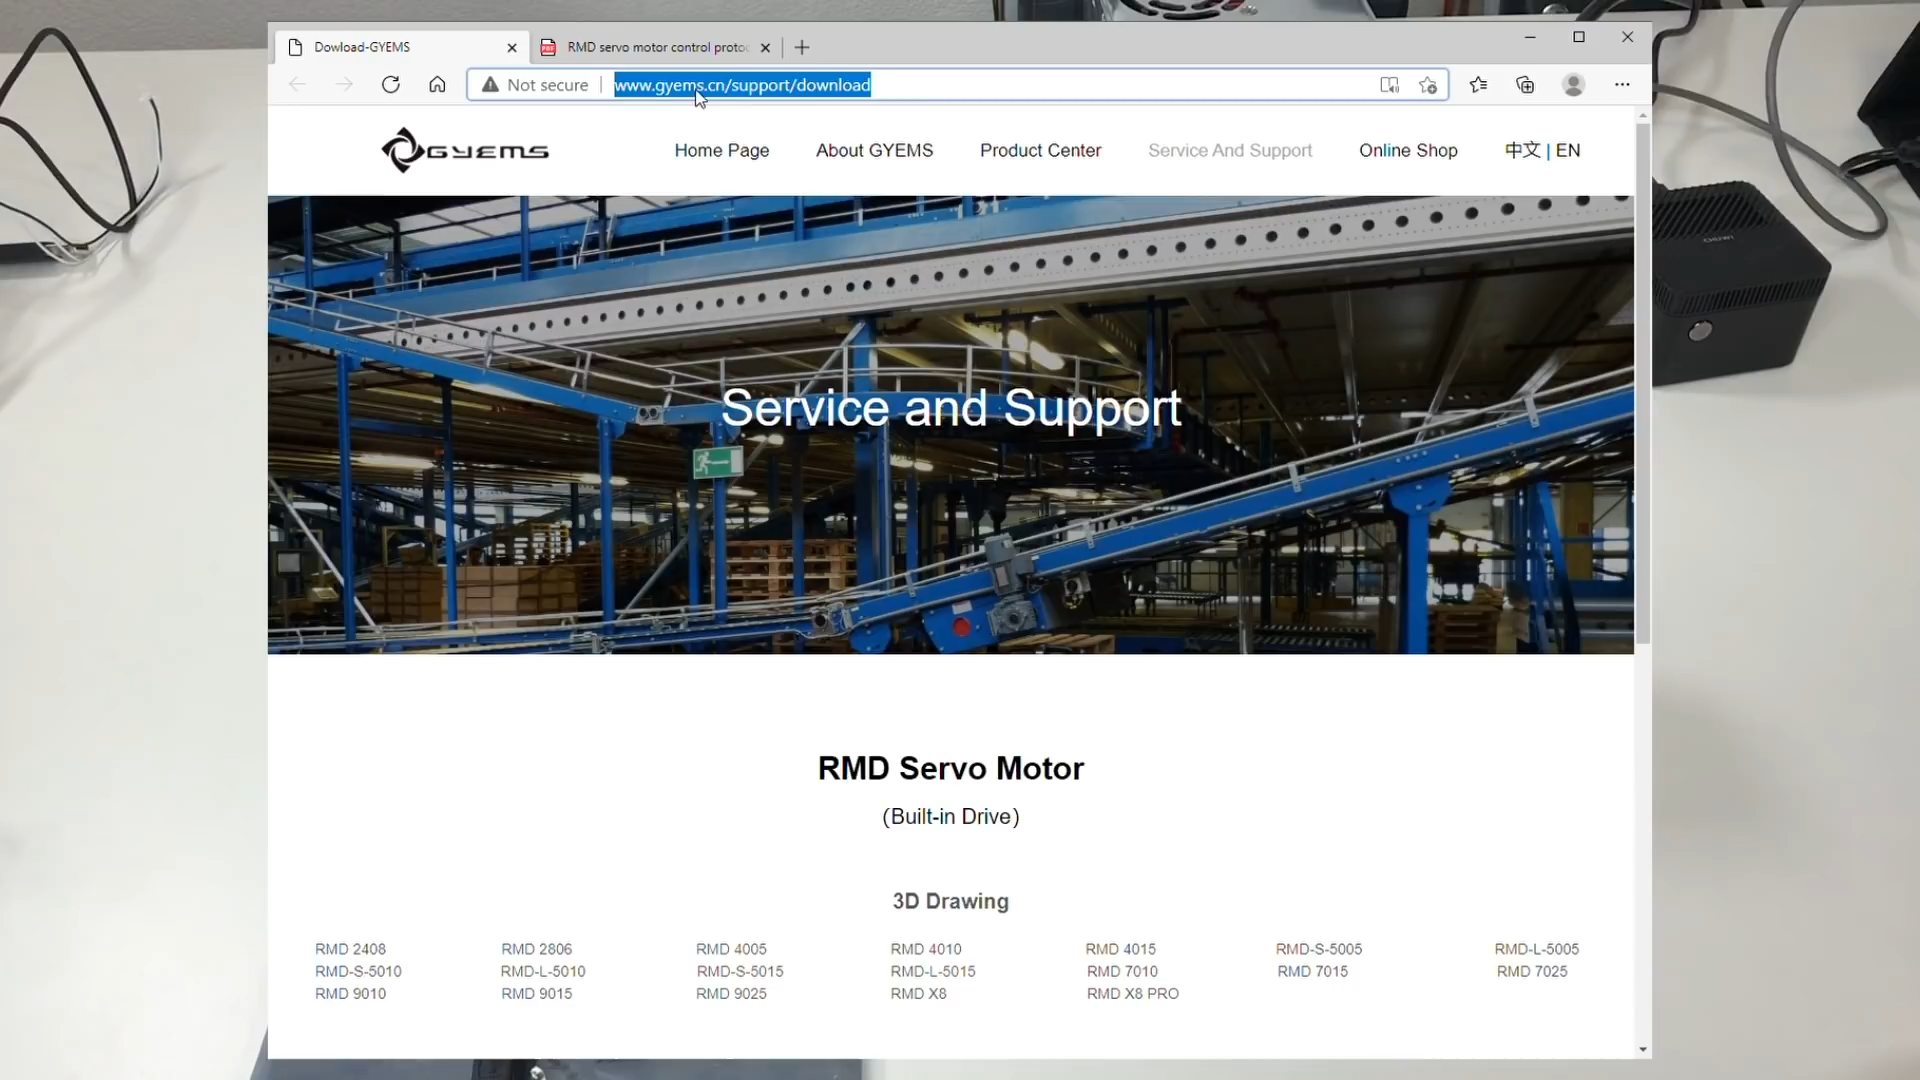 Dowload-GYEMS
RMD servo motor control proto
Not secure
www.gyems.cn/support/download
GYEMS
Home Page
About GYEMS
Product Center
Service And Support
Online Shop
中文 | EN
Service and Support
RMD Servo Motor
(Built-in Drive)
3D Drawing
RMD 2408 RMD 2806 RMD 4005 RMD 4010 RMD 4015 RMD-S-5005 RMD-L-5005
RMD-S-5010 RMD-L-5010 RMD-S-5015 RMD-L-5015 RMD 7010 RMD 7015 RMD 7025
RMD 9010 RMD 9015 RMD 9025 RMD X8 RMD X8 PRO
CHUWI